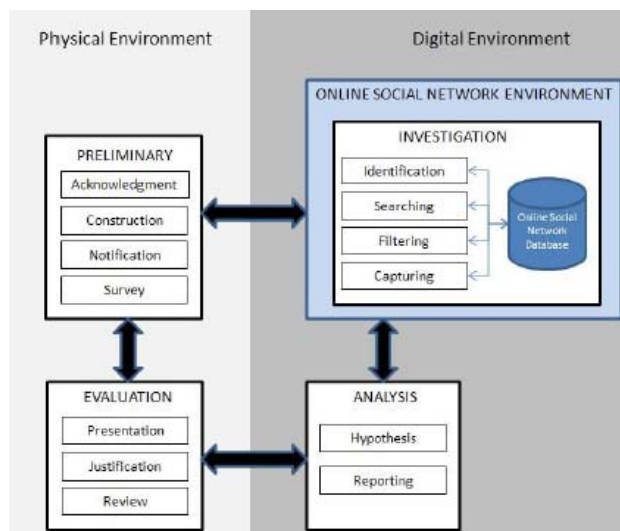 Physical Environment
Digital Environment
ONLINE SOCIAL NETWORK ENVIRONMENT
PRELIMINARY
Acknowledgment
Construction
Notification
Survey
INVESTIGATION
Identification
Searching
Filtering
Capturing
Online Social
Network
Database
EVALUATION
Presentation
Justification
Review
ANALYSIS
Hypothesis
Reporting